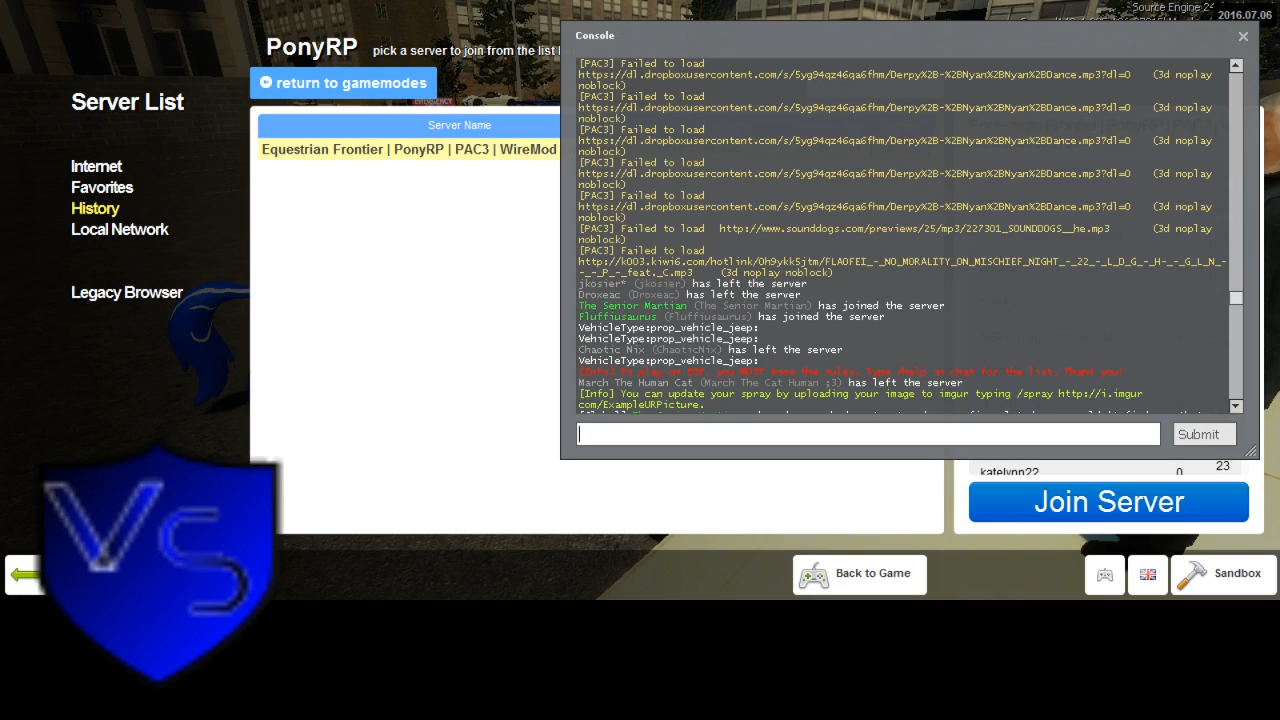 Source Engine 24
2016.07.06
PonyRP pick a server to join from the list
return to gamemodes
Server List
Internet
Favorites
History
Local Network
Legacy Browser
Server Name
Equestrian Frontier | PonyRP | PAC3 | WireMod
Console
[PAC3] Failed to load
https://dl.dropboxusercontent.com/s/5yg94qz46qa6fhm/Derpy%2B-%2BNyan%2BNyan%2BDance.mp3?dl=0 (3d noplay
noblock)
[PAC3] Failed to load
https://dl.dropboxusercontent.com/s/5yg94qz46qa6fhm/Derpy%2B-%2BNyan%2BNyan%2BDance.mp3?dl=0 (3d noplay
noblock)
[PAC3] Failed to load
https://dl.dropboxusercontent.com/s/5yg94qz46qa6fhm/Derpy%2B-%2BNyan%2BNyan%2BDance.mp3?dl=0 (3d noplay
noblock)
[PAC3] Failed to load
https://dl.dropboxusercontent.com/s/5yg94qz46qa6fhm/Derpy%2B-%2BNyan%2BNyan%2BDance.mp3?dl=0 (3d noplay
noblock)
[PAC3] Failed to load
https://dl.dropboxusercontent.com/s/5yg94qz46qa6fhm/Derpy%2B-%2BNyan%2BNyan%2BDance.mp3?dl=0 (3d noplay
noblock)
[PAC3] Failed to load http://www.sounddogs.com/previews/25/mp3/227301_SOUNDDOGS__he.mp3 (3d noplay
noblock)
[PAC3] Failed to load
http://k003.kiwi6.com/hotlink/0h9ykk5jtm/FLAOFEI_-_NO_MORALITY_ON_MISCHIEF_NIGHT_-_22_-_L_D_G_-_H-_-_G_L_N_-
-_-_P_-_feat._C.mp3 (3d noplay noblock)
jkosier* (jkosier) has left the server
Droxeac (Droxeac) has left the server
The Senior Martian (The Senior Martian) has joined the server
Fluffiusaurus (Fluffiusaurus) has joined the server
VehicleType:prop_vehicle_jeep:
VehicleType:prop_vehicle_jeep:
Chaotic Nix (ChaoticNix) has left the server
VehicleType:prop_vehicle_jeep:
[Info] To play on EQF, you MUST know the rules. Type /help in chat for the list. Thank you!
March The Human Cat (March The Cat Human ;3) has left the server
[Info] You can update your spray by uploading your image to imgur typing /spray http://i.imgur
com/ExampleURPicture.
Submit
katelynn22 0 23
Join Server
VS
Back to Game
Sandbox